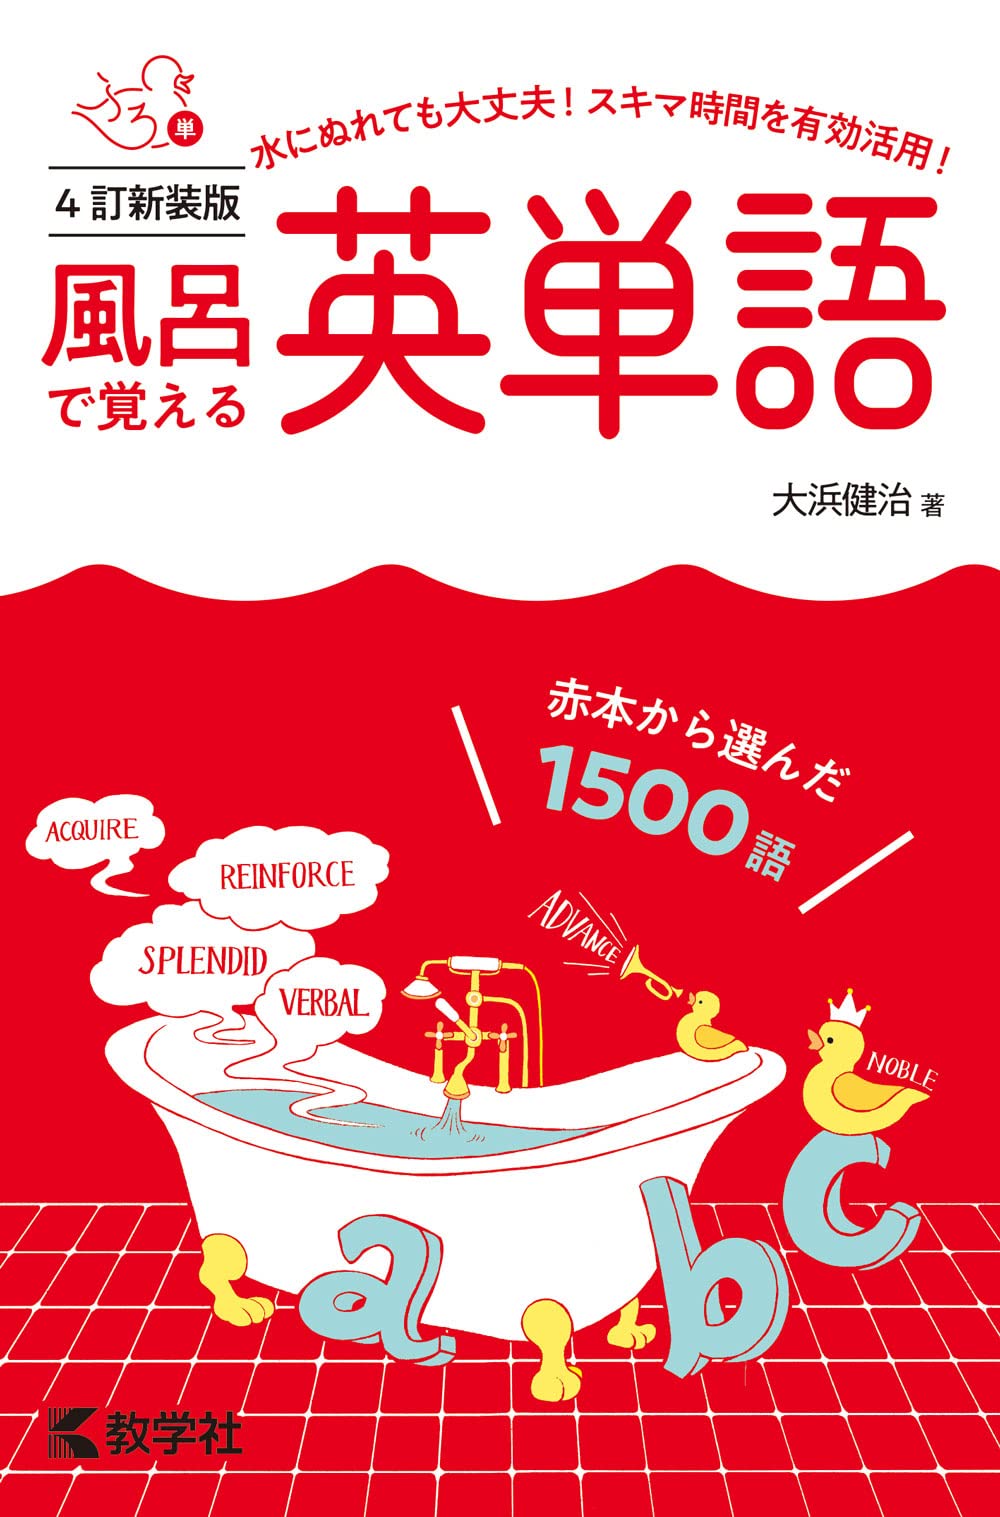 ふろ単
水にぬれても大丈夫！スキマ時間を有効活用！
4訂新装版
風呂
で覚える
英単語
大浜健治 著
赤本から選んだ
1500語
ACQUIRE
REINFORCE
SPLENDID
VERBAL
ADVANCE
NOBLE
a b c
教学社